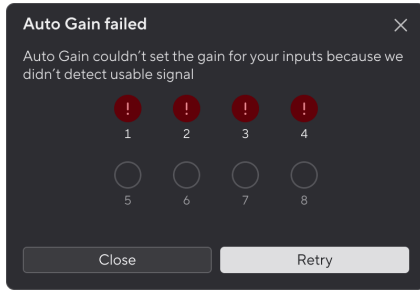 Auto Gain failed
Auto Gain couldn't set the gain for your inputs because we
didn't detect usable signal
! ! ! !
1 2 3 4
5 6 7 8
Close Retry